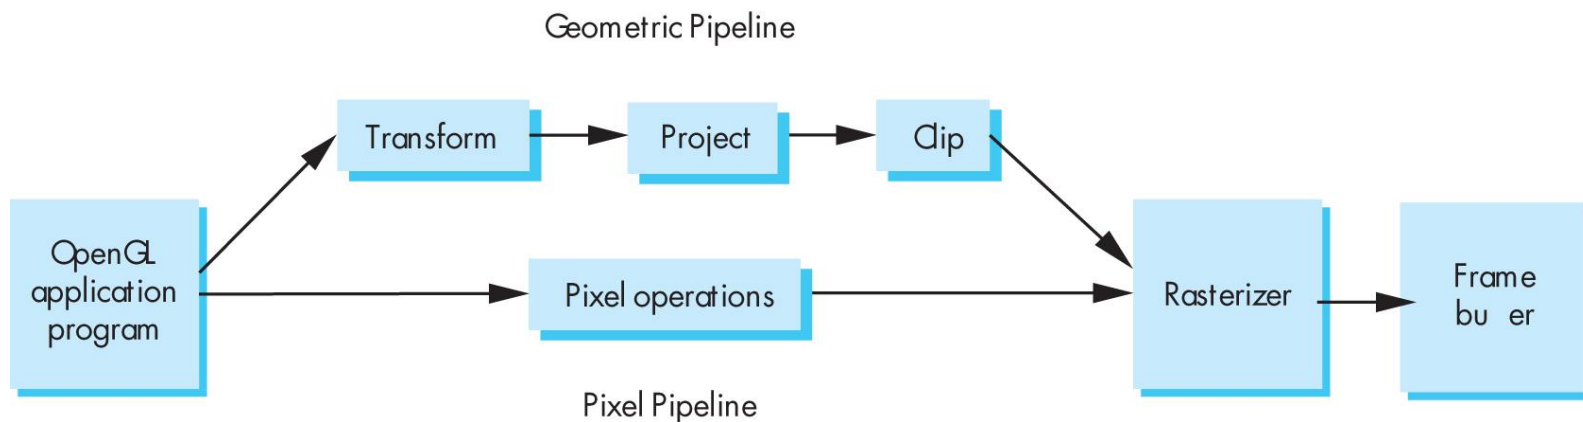 Geometric Pipeline
Transform
Project
Clip
OpenGL
application
program
Pixel operations
Rasterizer
Frame
bu er
Pixel Pipeline